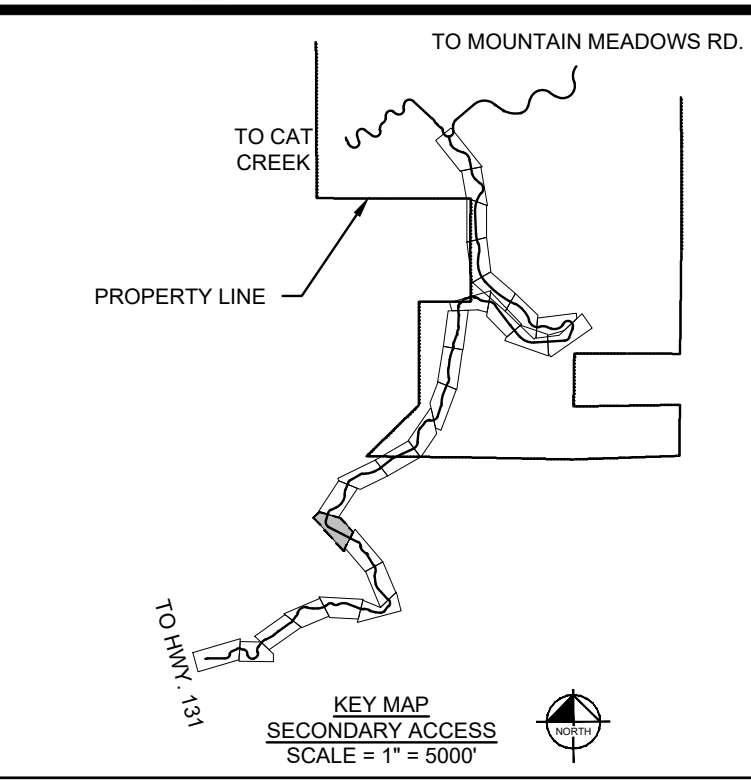 TO MOUNTAIN MEADOWS RD.
TO CAT
CREEK
PROPERTY LINE
TO HWY. 131
KEY MAP
SECONDARY ACCESS
SCALE = 1" = 5000'
NORTH